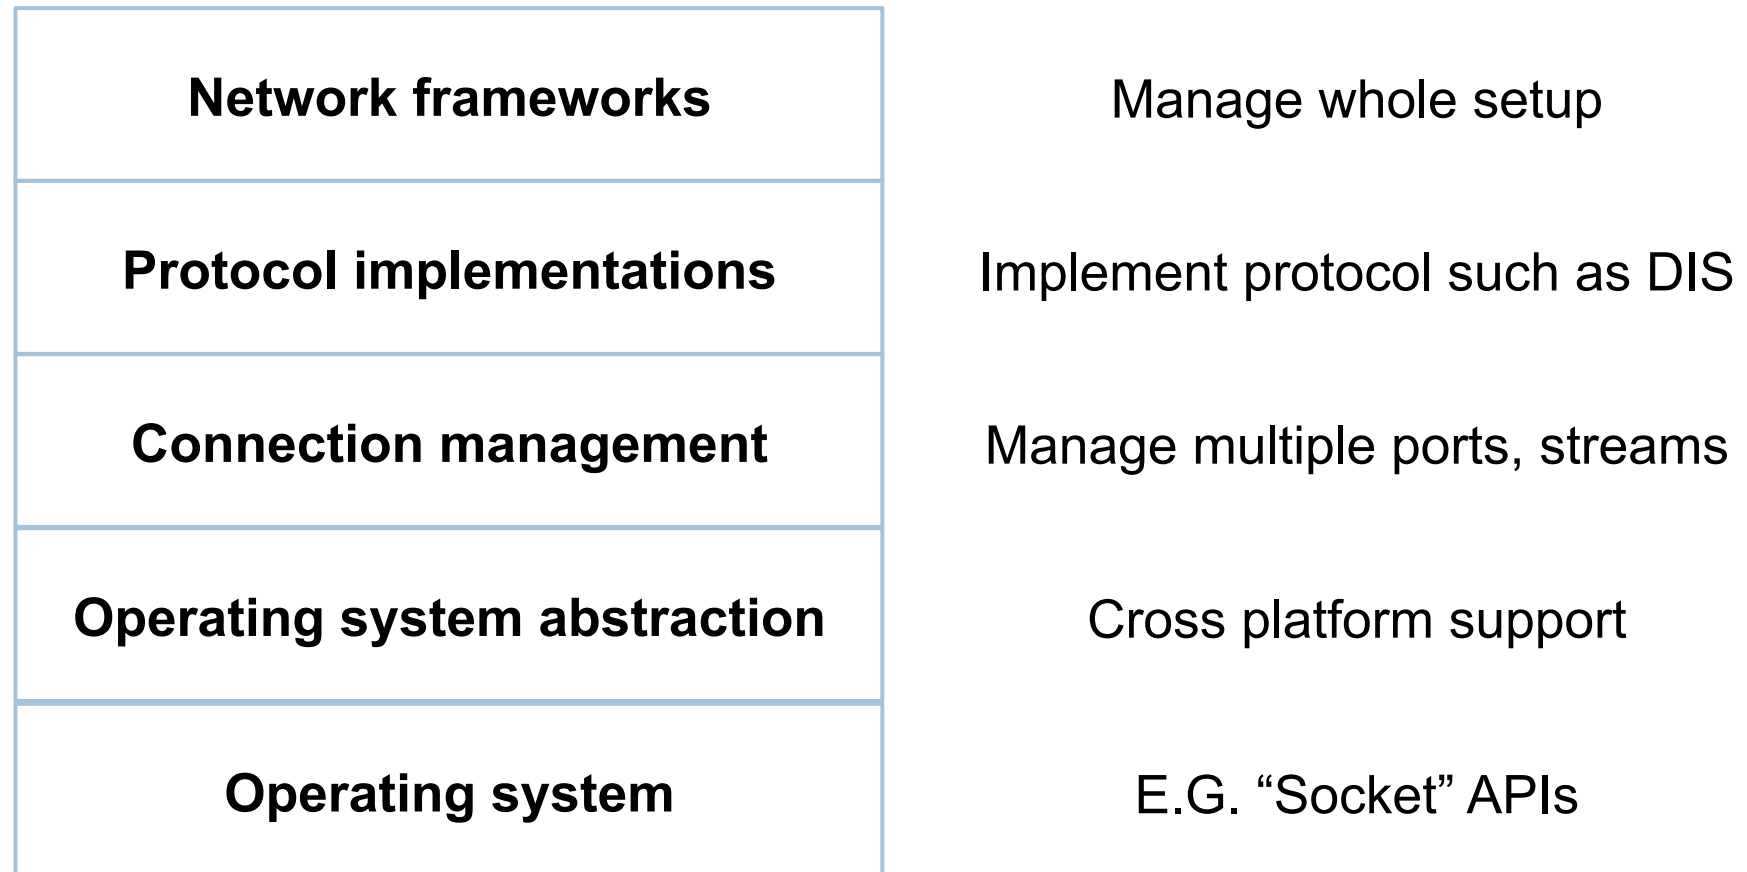 Network frameworks
Manage whole setup
Protocol implementations
Implement protocol such as DIS
Connection management
Manage multiple ports, streams
Operating system abstraction
Cross platform support
Operating system
E.G. “Socket” APIs